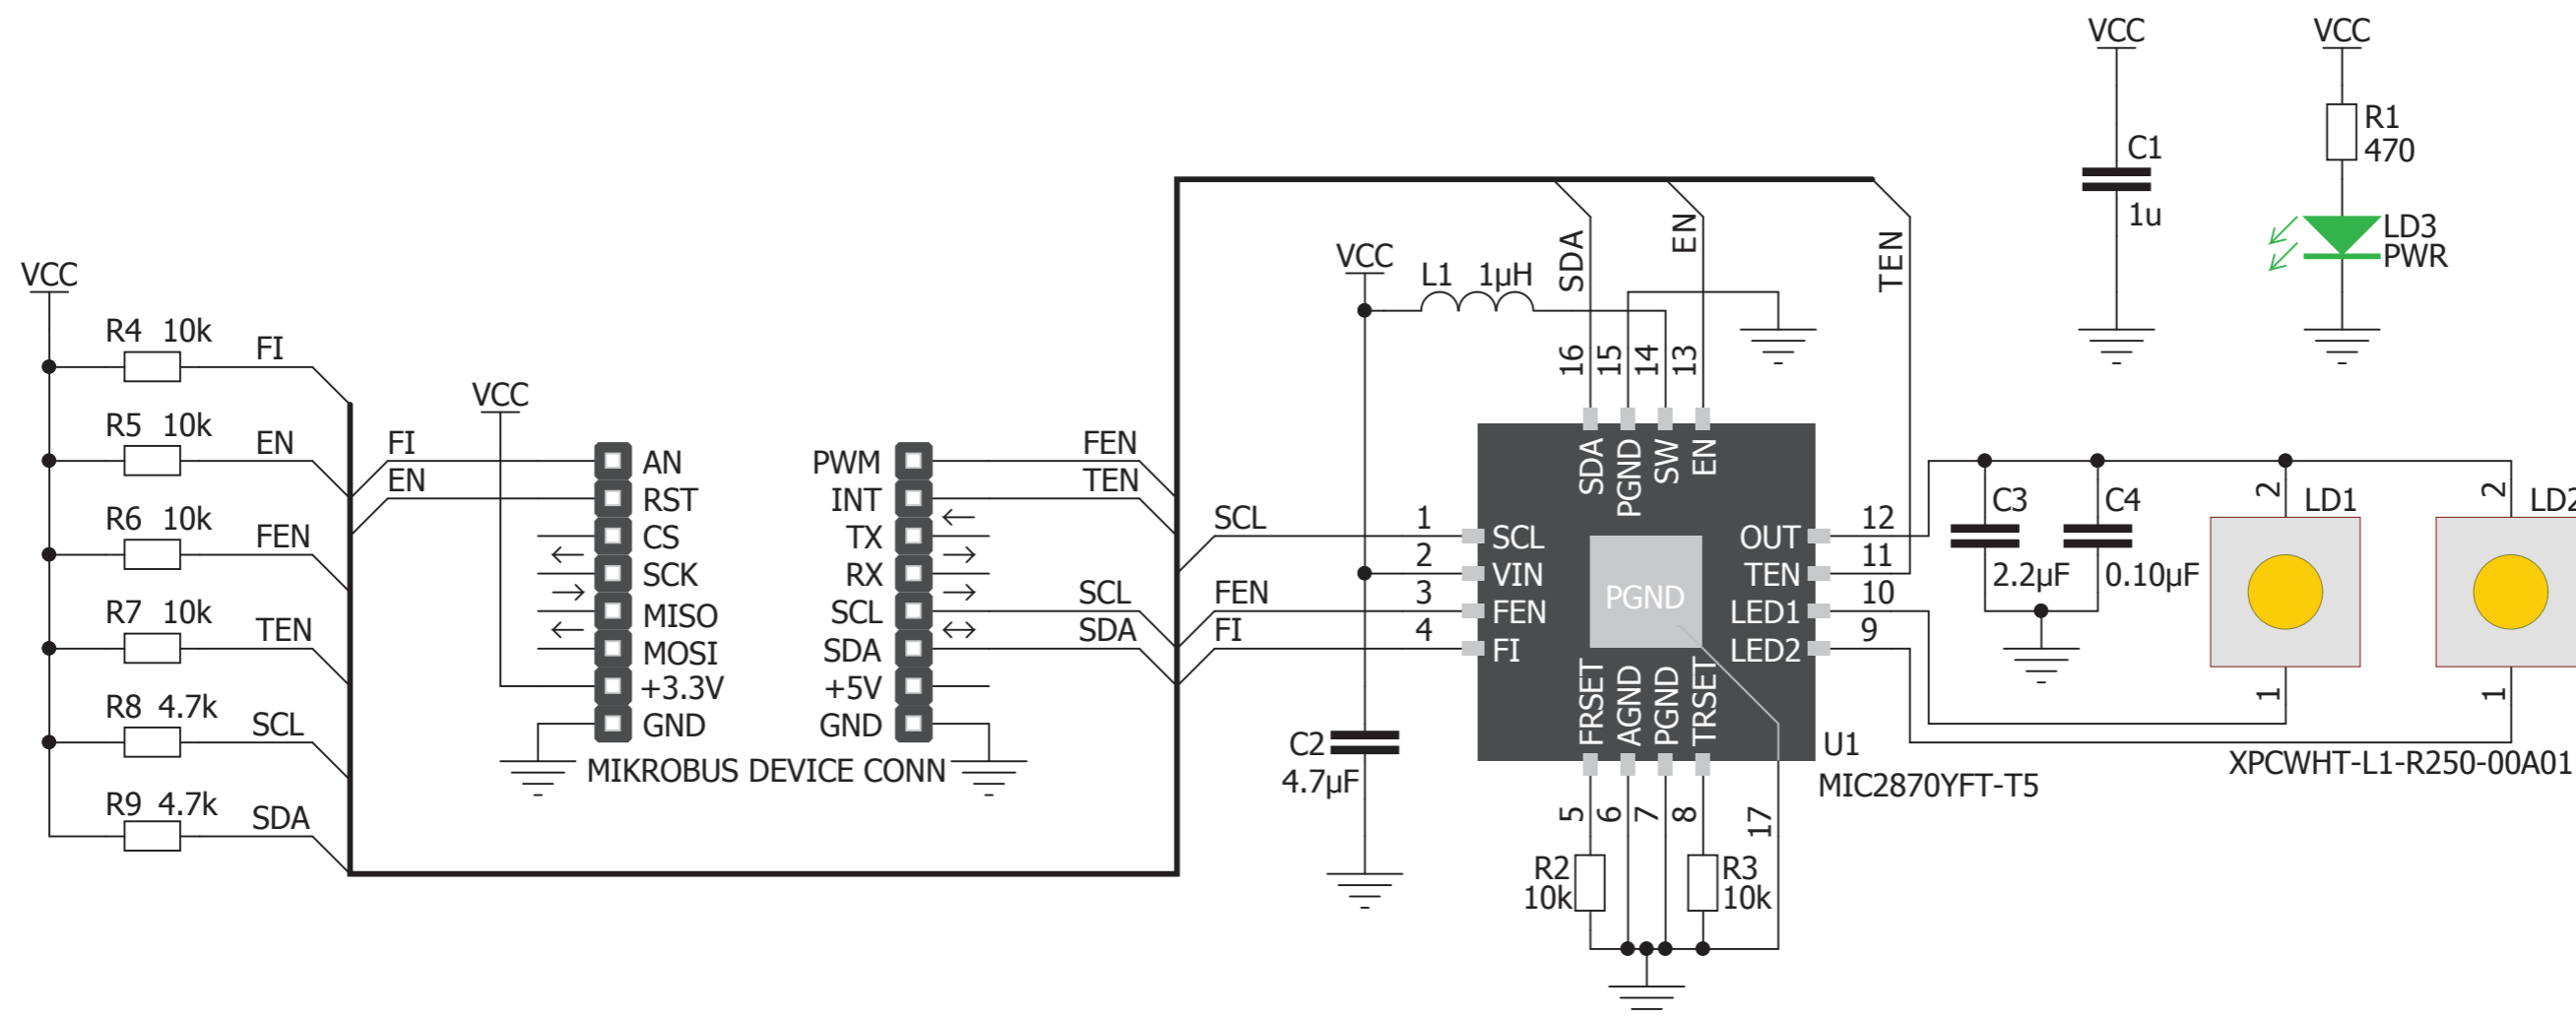 VCC
VCC
R1
470
C1
1u
LD3
PWR
VCC
R4 10k
FI
R5 10k
EN
R6 10k
FEN
R7 10k
TEN
R8 4.7k
SCL
R9 4.7k
SDA
VCC
FI
EN
AN
RST
CS
SCK
MISO
MOSI
+3.3V
GND
PWM
INT
TX
RX
SCL
SDA
+5V
GND
MIKROBUS DEVICE CONN
FEN
TEN
SCL
SDA
VCC
L1 1µH
SDA
EN
TEN
16
15
14
13
SDA
PGND
SW
EN
SCL
FEN
FI
1
2
3
4
SCL
VIN
FEN
FI
PGND
OUT
TEN
LED1
LED2
12
11
10
9
FRSET
AGND
PGND
TRSET
5
6
7
8
17
U1
MIC2870YFT-T5
C2
4.7µF
R2
10k
R3
10k
C3
2.2µF
C4
0.10µF
2
LD1
1
2
LD2
1
XPCWHT-L1-R250-00A01